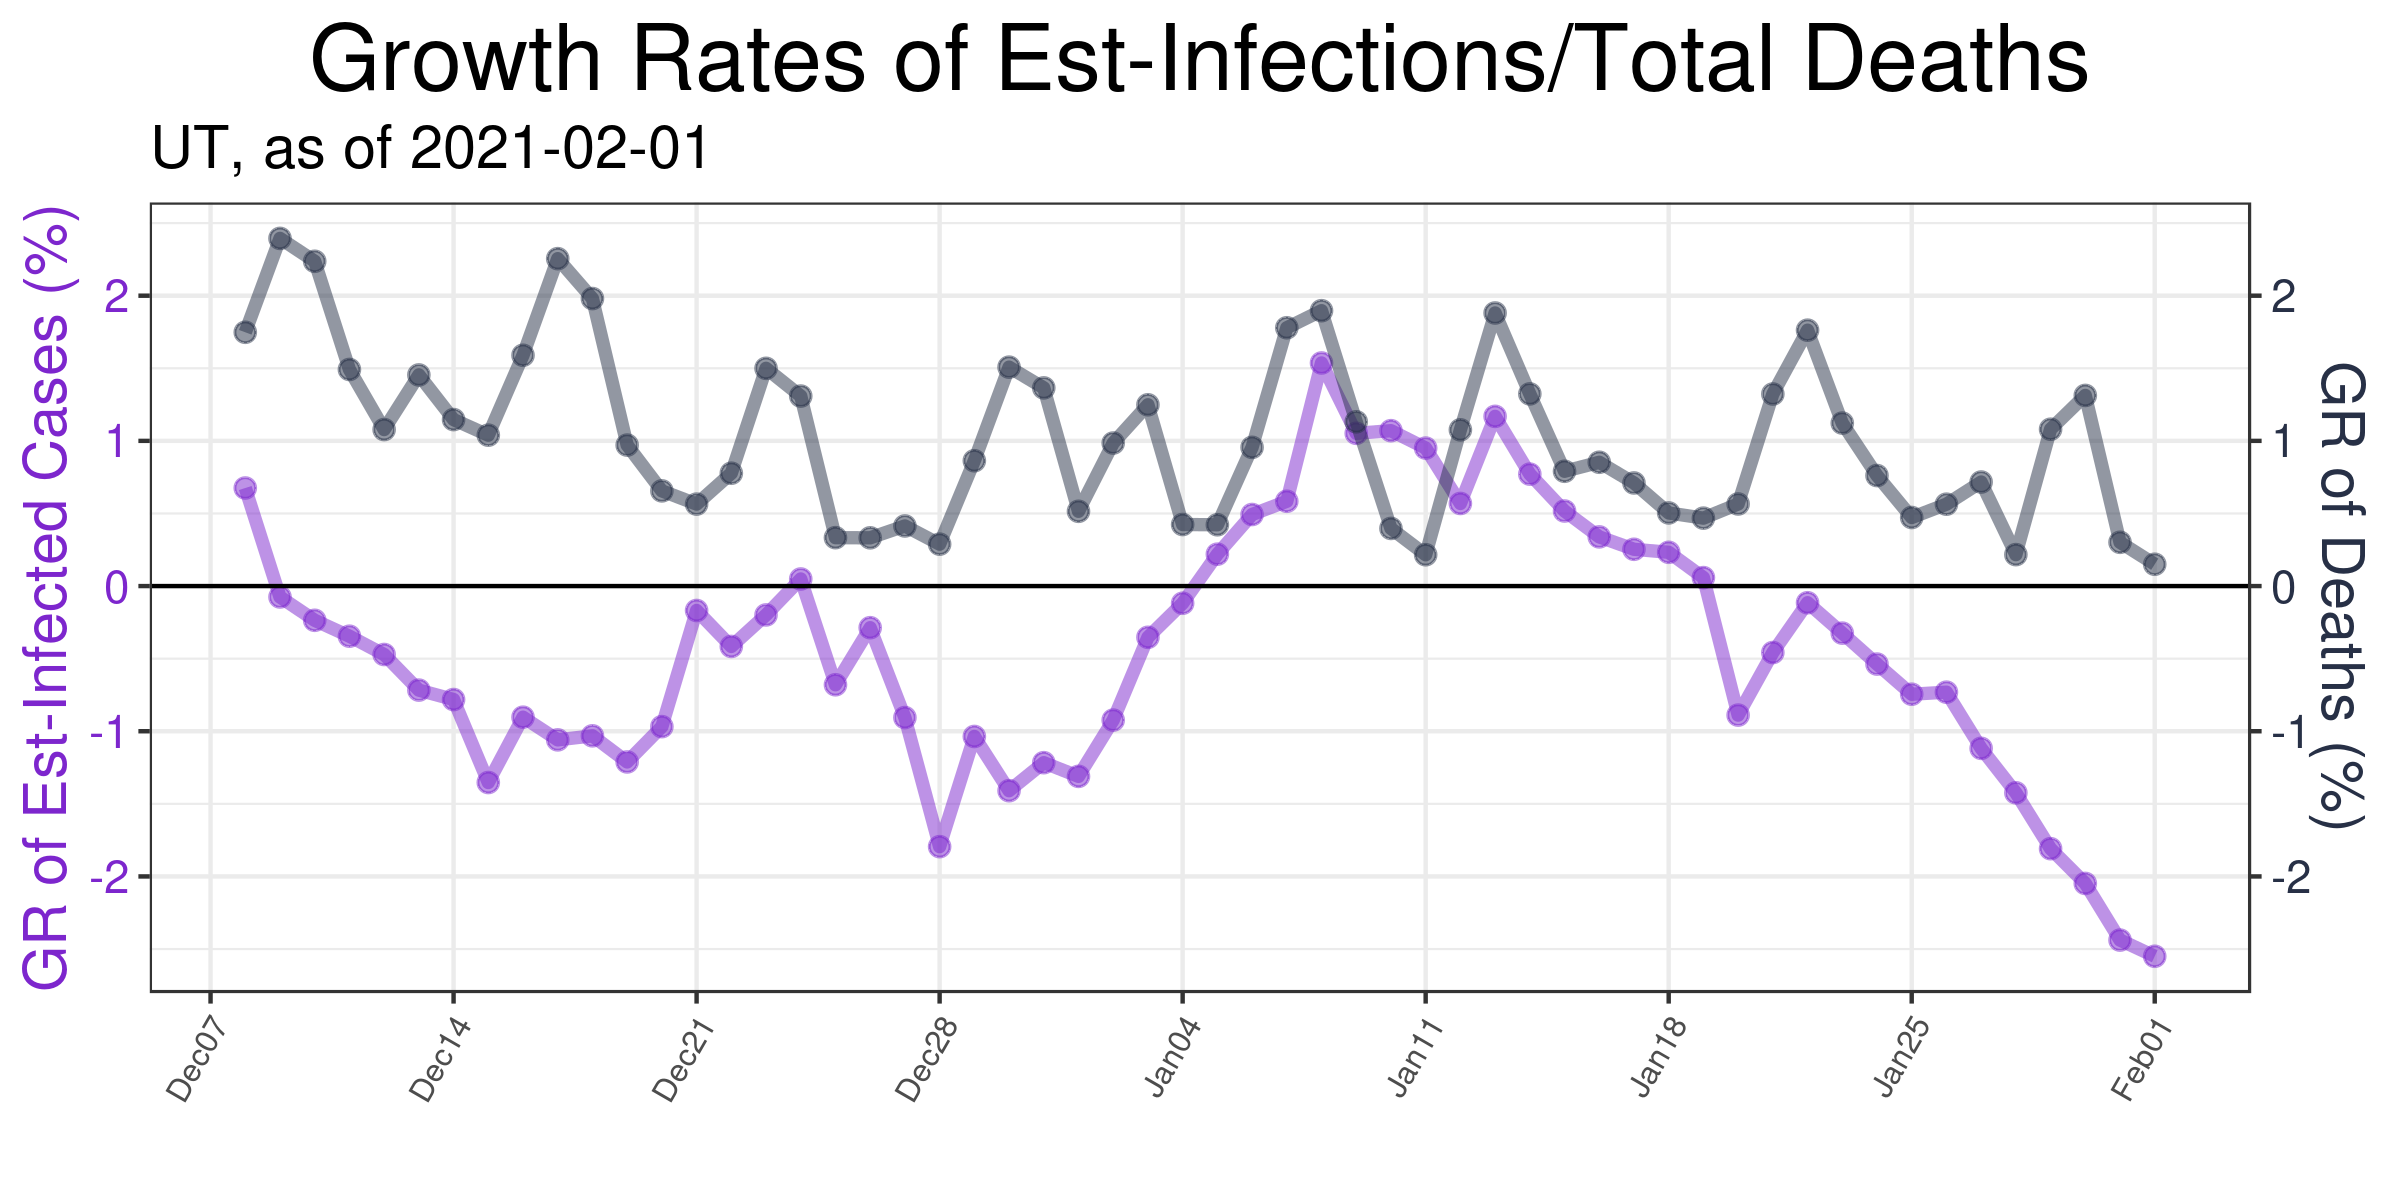 Growth Rates of Est-Infections/Total Deaths
UT, as of 2021-02-01
GR of Est-Infected Cases (%)
2
1
0
-1
-2
2
1
0
-1
-2
GR of Deaths (%)
Dec07
Dec14
Dec21
Dec28
Jan04
Jan11
Jan18
Jan25
Feb01